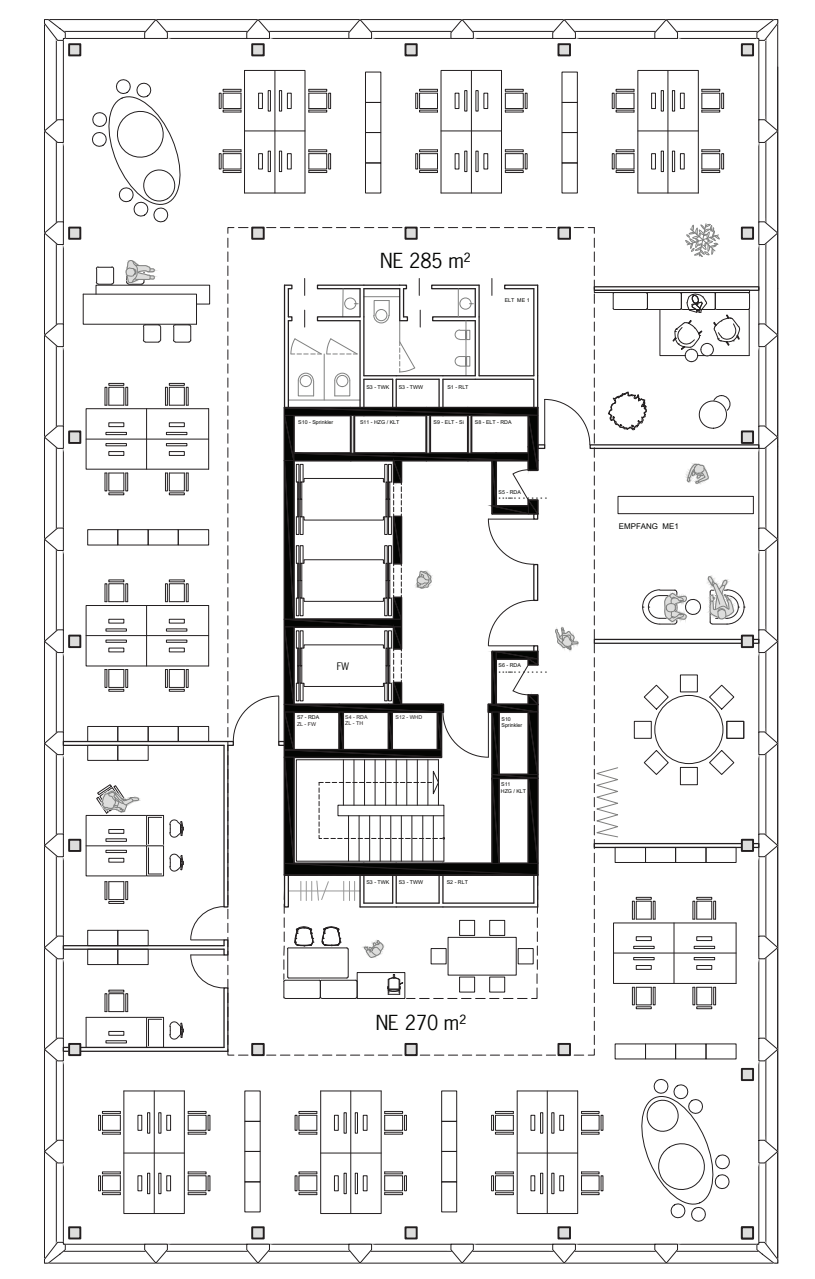 NE 285 m²
ELT ME 1
S3 - TWK
S3 - TWW
S1 - RLT
S10 - Sprinkler
S11 - HZG / KLT
S9 - ELT - SI
S8 - ELT - RDA
S5 - RDA
EMPFANG ME1
FW
S6 - RDA
S7 - RDA
ZL - FW
S4 - RDA
ZL - TH
S12 - WHD
S10
Sprinkler
S11
HZG / KLT
S3 - TWK
S3 - TWW
S2 - RLT
NE 270 m²